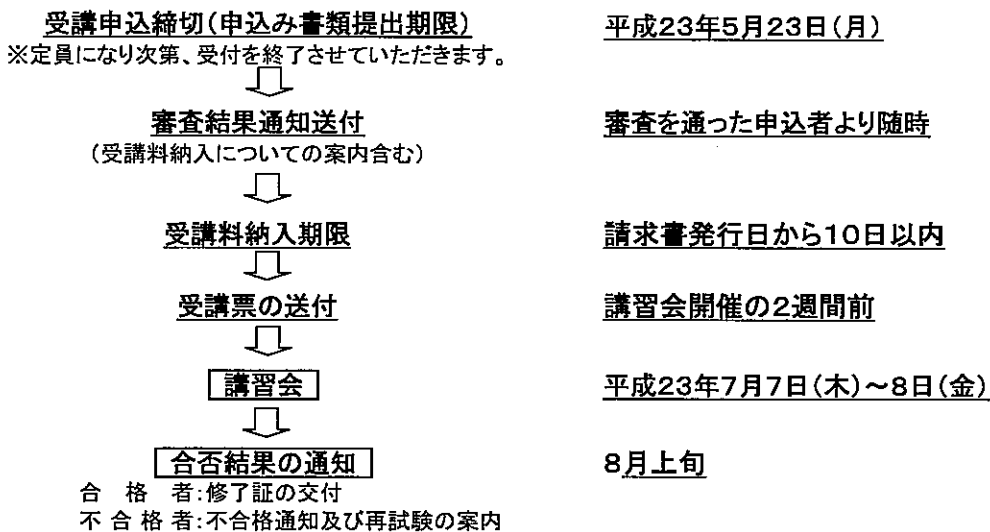 受講申込締切(申込み書類提出期限) 平成23年5月23日(月)
※定員になり次第、受付を終了させていただきます。
審査結果通知送付 審査を通った申込者より随時
(受講料納入についての案内含む)
受講料納入期限 請求書発行日から10日以内
受講票の送付 講習会開催の2週間前
講習会 平成23年7月7日(木)～8日(金)
合否結果の通知 8月上旬
合格者:修了証の交付
不合格者:不合格通知及び再試験の案内